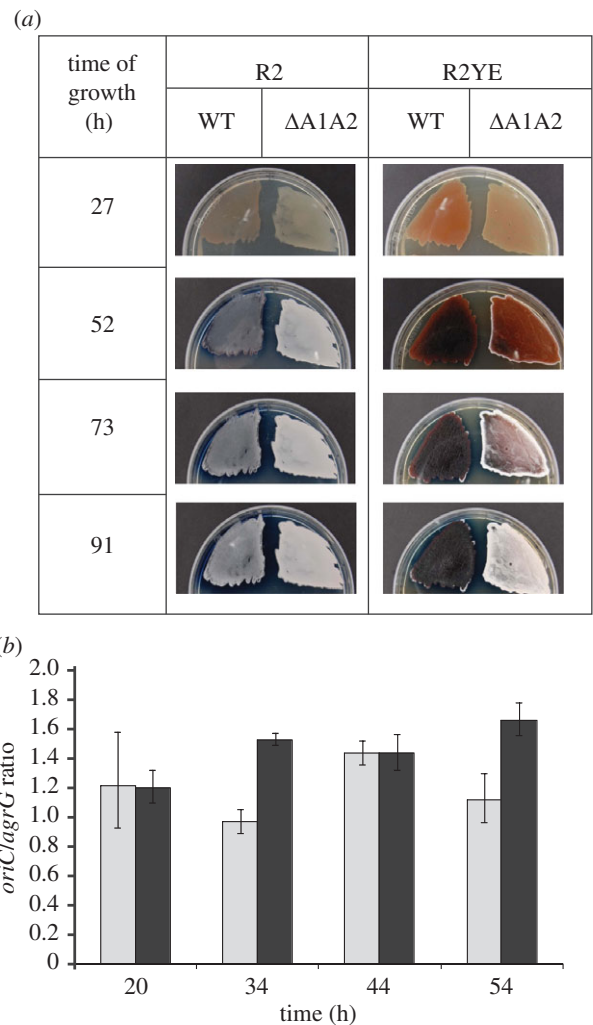 (a)
time of growth (h)
R2
R2YE
WT
ΔA1A2
WT
ΔA1A2
27
52
73
91
(b)
2.0
1.8
1.6
1.4
1.2
1.0
0.8
0.6
0.4
0.2
0
oriC/agrG ratio
20
34
44
54
time (h)